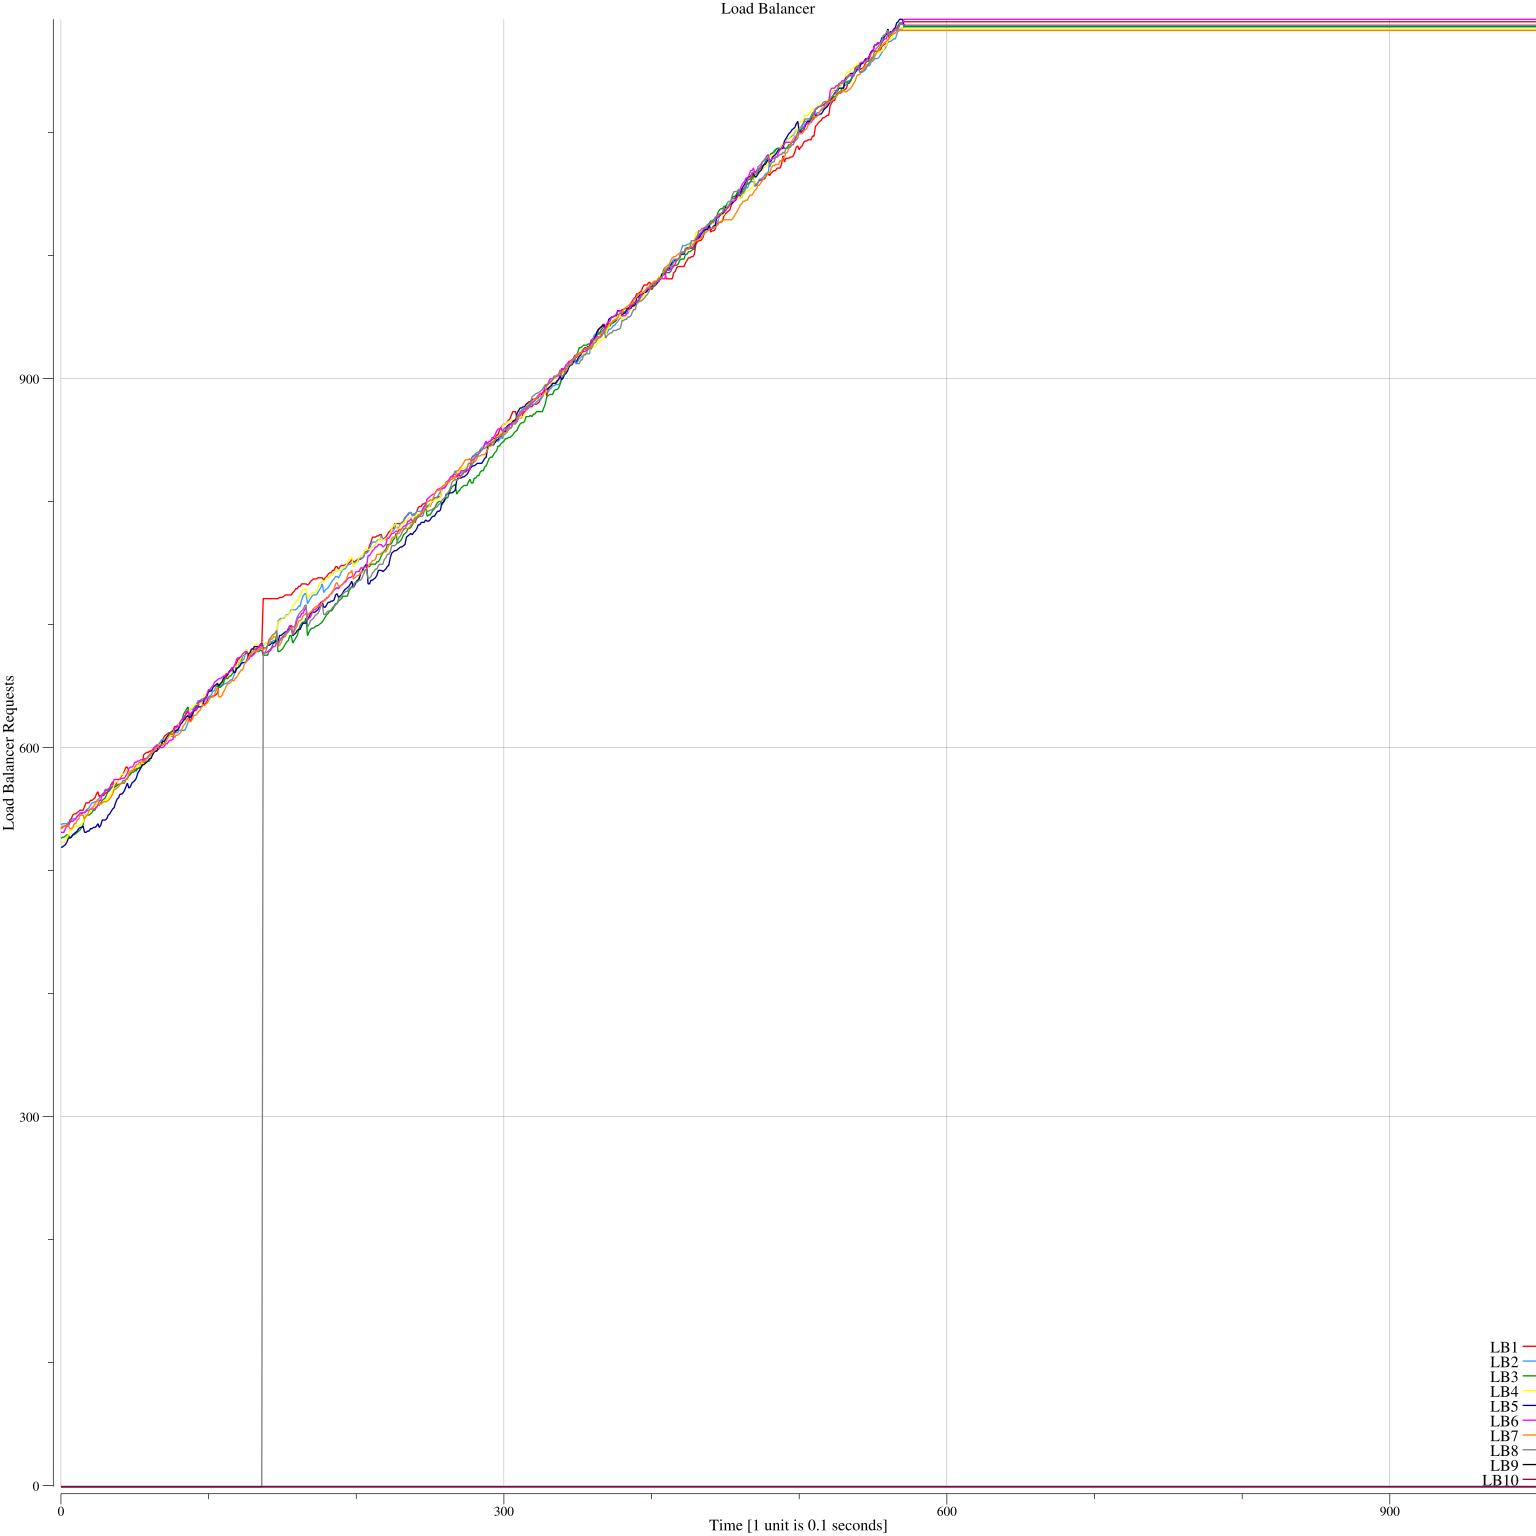 Load Balancer
Load Balancer Requests
900
600
300
0
0
300
600
900
Time [1 unit is 0.1 seconds]
LB1
LB2
LB3
LB4
LB5
LB6
LB7
LB8
LB9
LB10